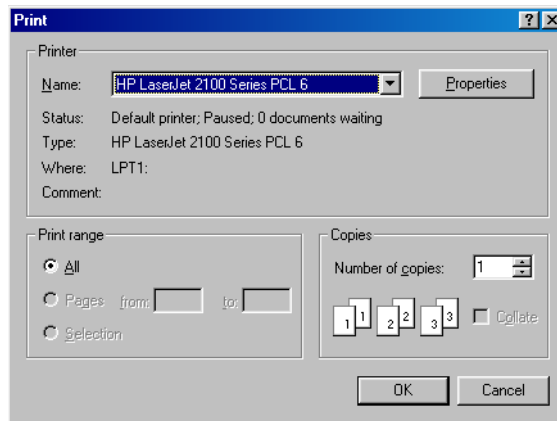 Print
Printer
Name: HP LaserJet 2100 Series PCL 6 Properties
Status: Default printer; Paused; 0 documents waiting
Type: HP LaserJet 2100 Series PCL 6
Where: LPT1:
Comment:
Print range
All
Pages from: to:
Selection
Copies
Number of copies: 1
1 1 2 2 3 3 Collate
OK Cancel